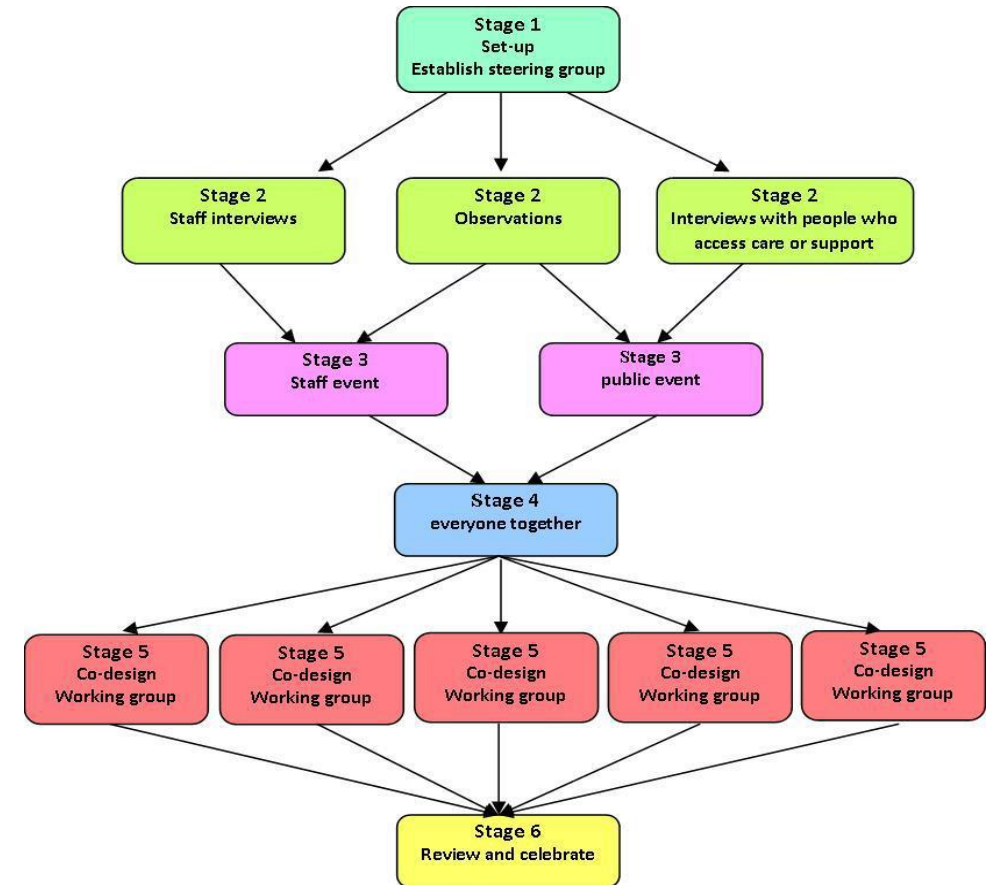 Stage 1
Set-up
Establish steering group
Stage 2
Staff interviews
Stage 2
Observations
Stage 2
Interviews with people who
access care or support
Stage 3
Staff event
Stage 3
public event
Stage 4
everyone together
Stage 5
Co-design
Working group
Stage 5
Co-design
Working group
Stage 5
Co-design
Working group
Stage 5
Co-design
Working group
Stage 5
Co-design
Working group
Stage 6
Review and celebrate